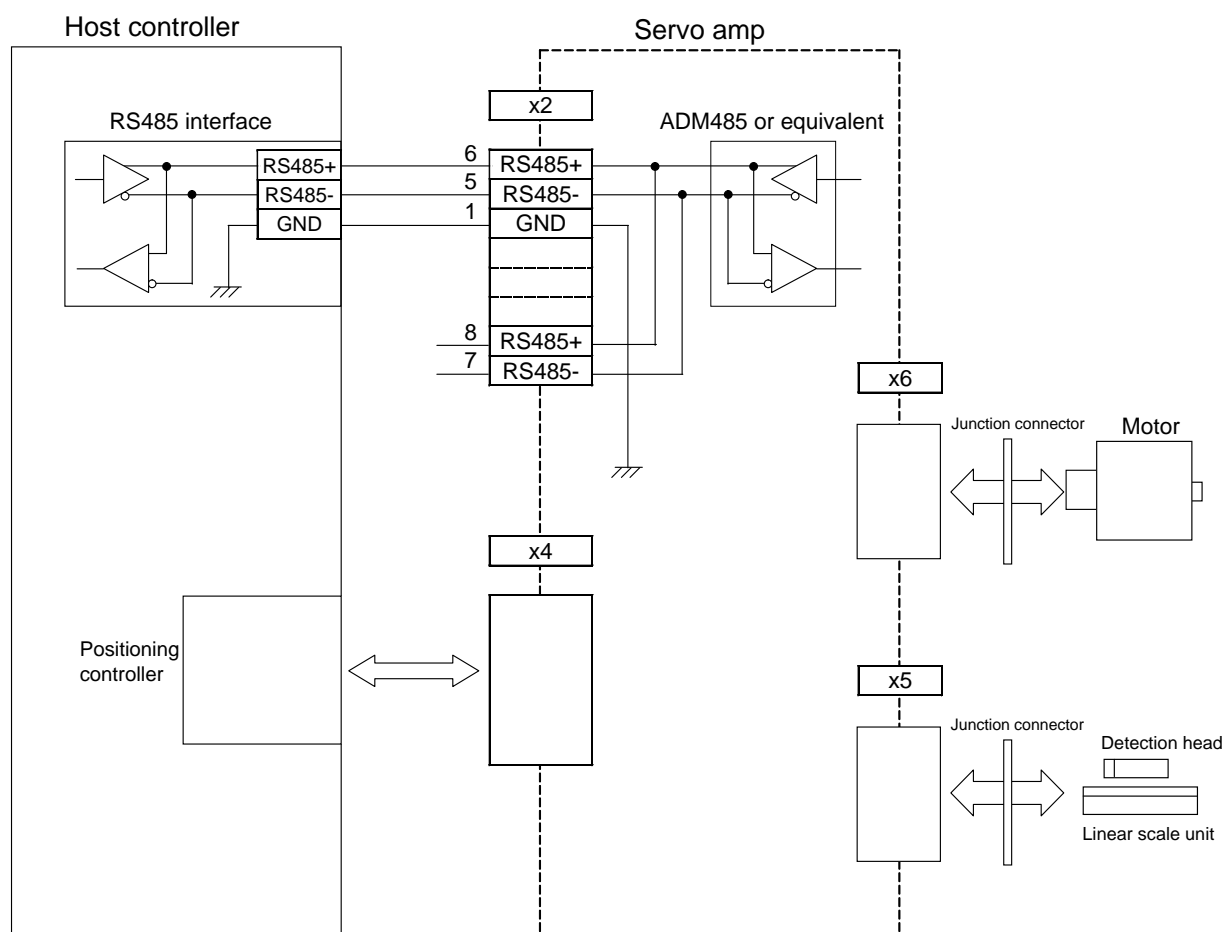 Host controller
Servo amp
x2
RS485 interface
ADM485 or equivalent
RS485+
6
RS485+
RS485-
5
RS485-
GND
1
GND
8
RS485+
7
RS485-
x6
Junction connector
Motor
x4
Positioning
controller
x5
Junction connector
Detection head
Linear scale unit